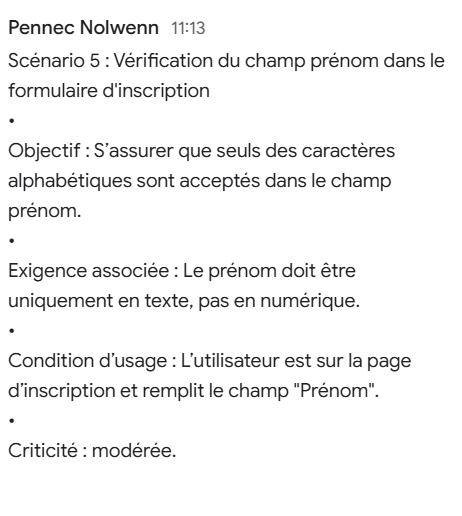 Pennec Nolwenn 11:13
Scénario 5 : Vérification du champ prénom dans le
formulaire d'inscription
•
Objectif : S’assurer que seuls des caractères
alphabétiques sont acceptés dans le champ
prénom.
•
Exigence associée : Le prénom doit être
uniquement en texte, pas en numérique.
•
Condition d’usage : L’utilisateur est sur la page
d’inscription et remplit le champ "Prénom".
•
Criticité : modérée.